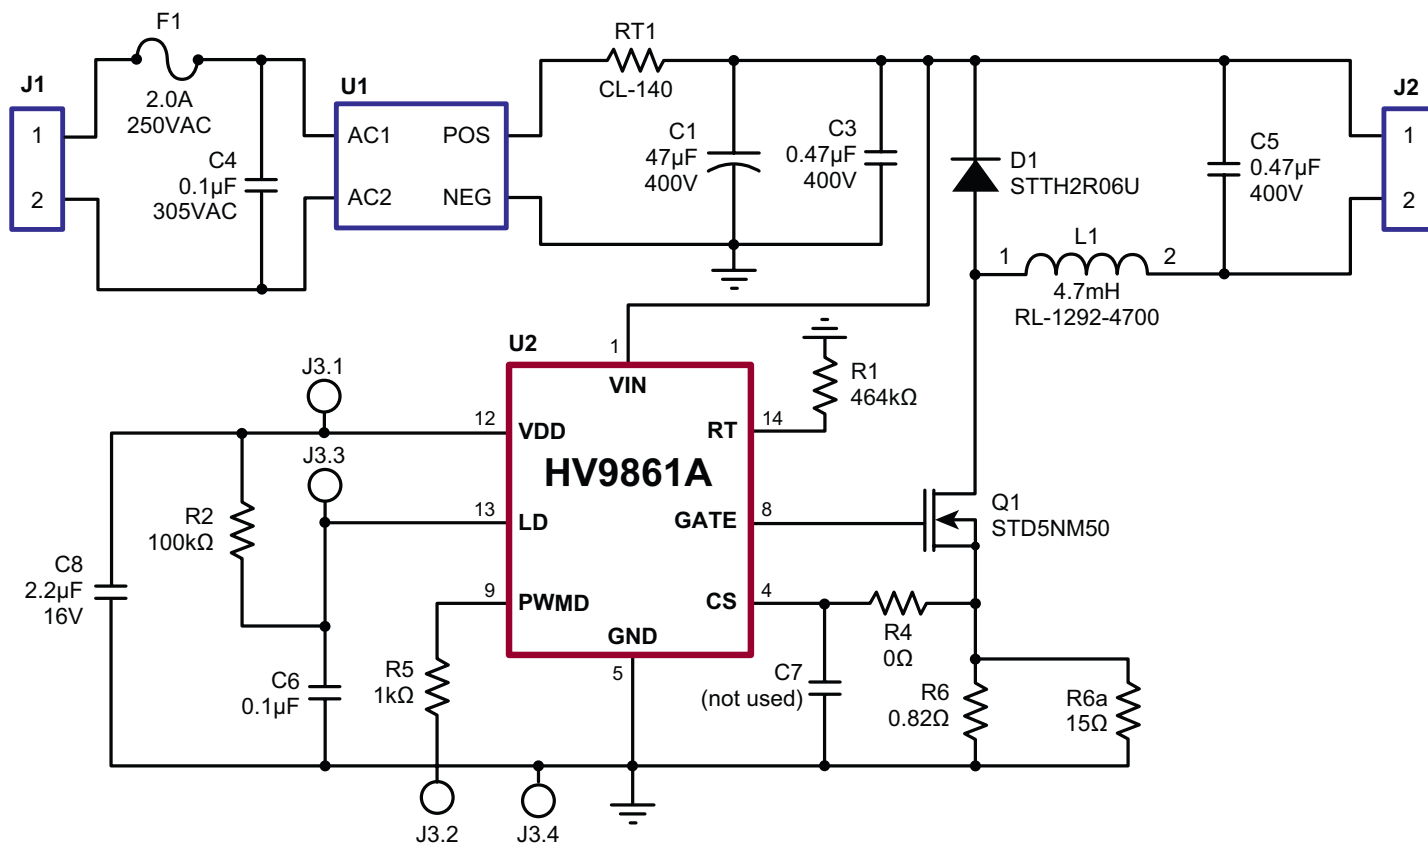 F1
2.0A
250VAC
J1
1
2
C4
0.1µF
305VAC
U1
AC1
AC2
POS
NEG
RT1
CL-140
C1
47µF
400V
C3
0.47µF
400V
D1
STTH2R06U
C5
0.47µF
400V
J2
1
2
1
L1
2
4.7mH
RL-1292-4700
U2
1
VIN
R1
464kΩ
J3.1
12
VDD
RT
14
HV9861A
J3.3
13
LD
GATE
8
Q1
STD5NM50
R2
100kΩ
C8
2.2µF
16V
9
PWMD
CS
4
R4
0Ω
GND
5
C6
0.1µF
R5
1kΩ
C7
(not used)
R6
0.82Ω
R6a
15Ω
J3.2
J3.4